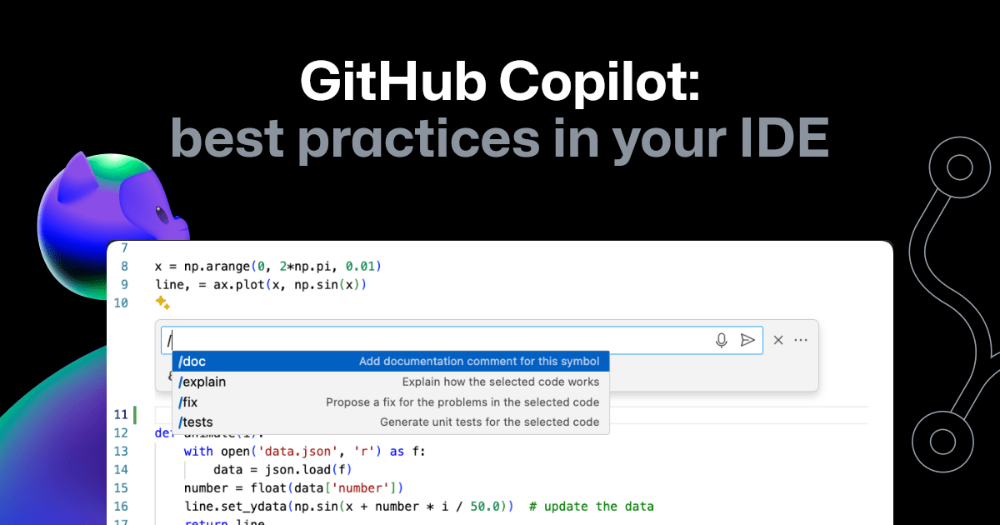 GitHub Copilot:
best practices in your IDE
7
8 x = np.arange(0, 2*np.pi, 0.01)
9 line, = ax.plot(x, np.sin(x))
10
/
/doc Add documentation comment for this symbol
/explain Explain how the selected code works
/fix Propose a fix for the problems in the selected code
/tests Generate unit tests for the selected code
11
12 def animate(i):
13 with open('data.json', 'r') as f:
14 data = json.load(f)
15 number = float(data['number'])
16 line.set_ydata(np.sin(x + number * i / 50.0)) # update the data
17 return line